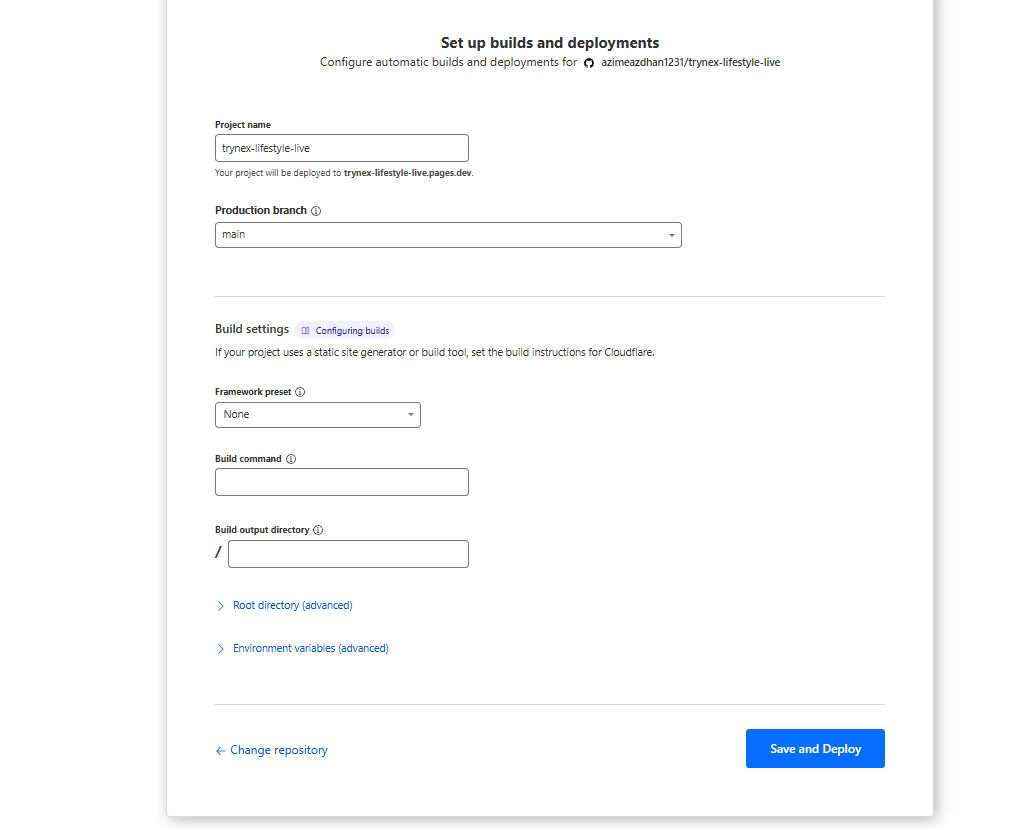 Set up builds and deployments
Configure automatic builds and deployments for azimeazdhan1231/trynex-lifestyle-live
Project name
trynex-lifestyle-live
Your project will be deployed to trynex-lifestyle-live.pages.dev.
Production branch
main
Build settings Configuring builds
If your project uses a static site generator or build tool, set the build instructions for Cloudflare.
Framework preset
None
Build command
Build output directory
/
Root directory (advanced)
Environment variables (advanced)
← Change repository
Save and Deploy